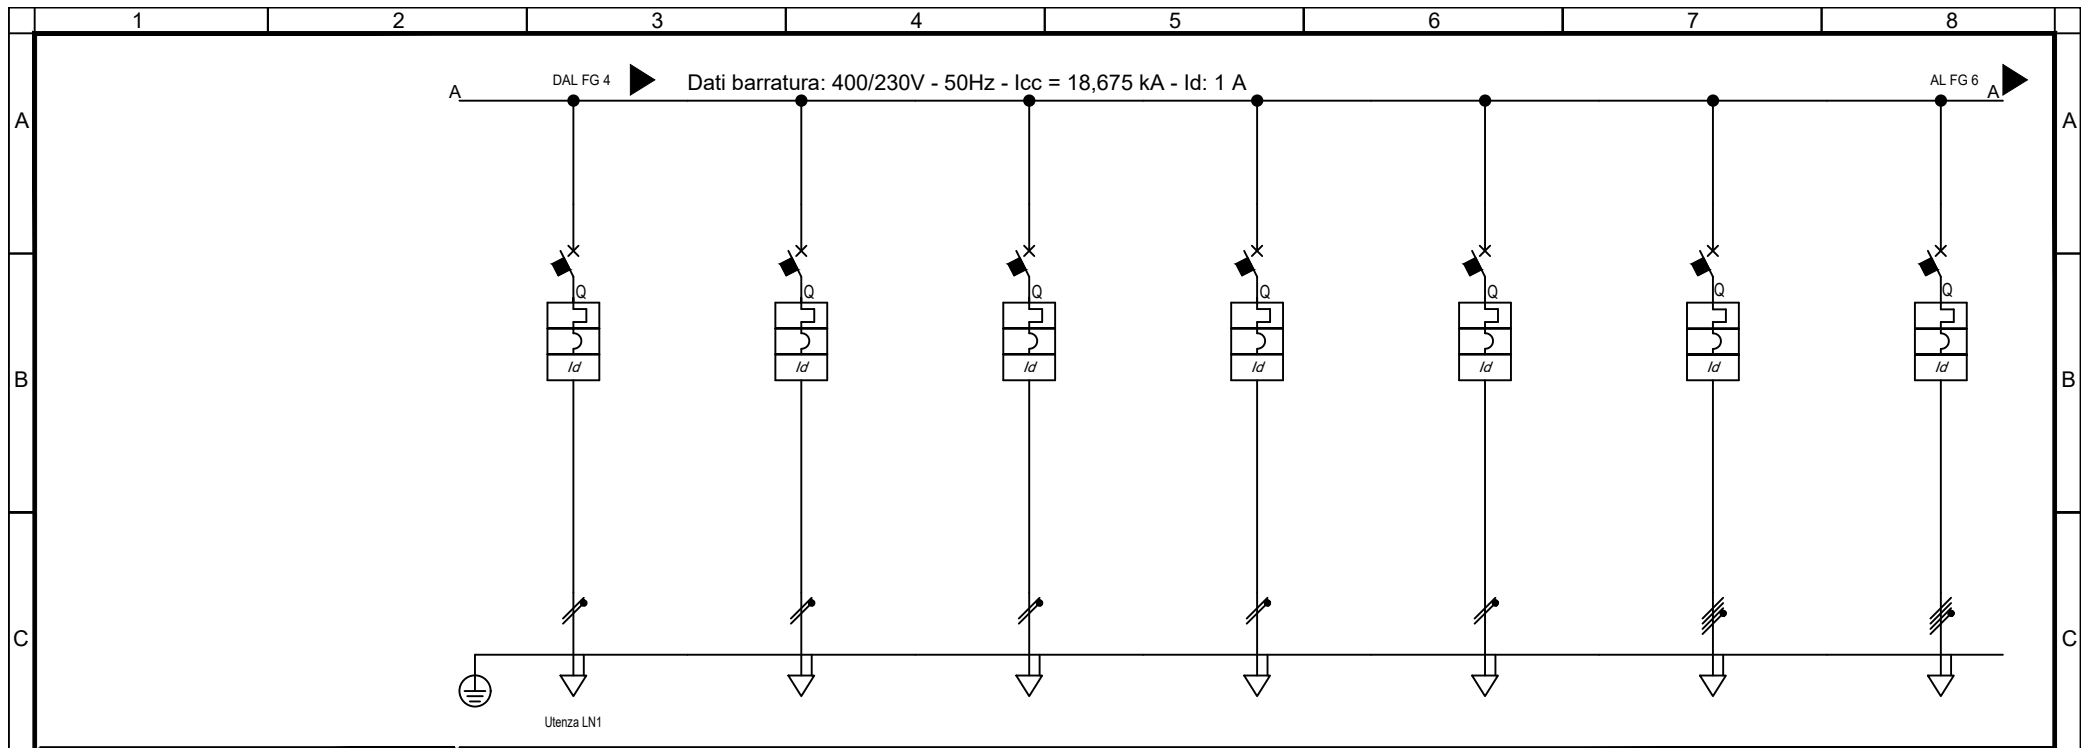 1 2 3 4 5 6 7 8
DAL FG 4 Dati barratura: 400/230V - 50Hz - Icc = 18,675 kA - Id: 1 A AL FG 6
A A
A A
Q Q Q Q Q Q Q
Id Id Id Id Id Id Id
B B
C C
Utenza LN1